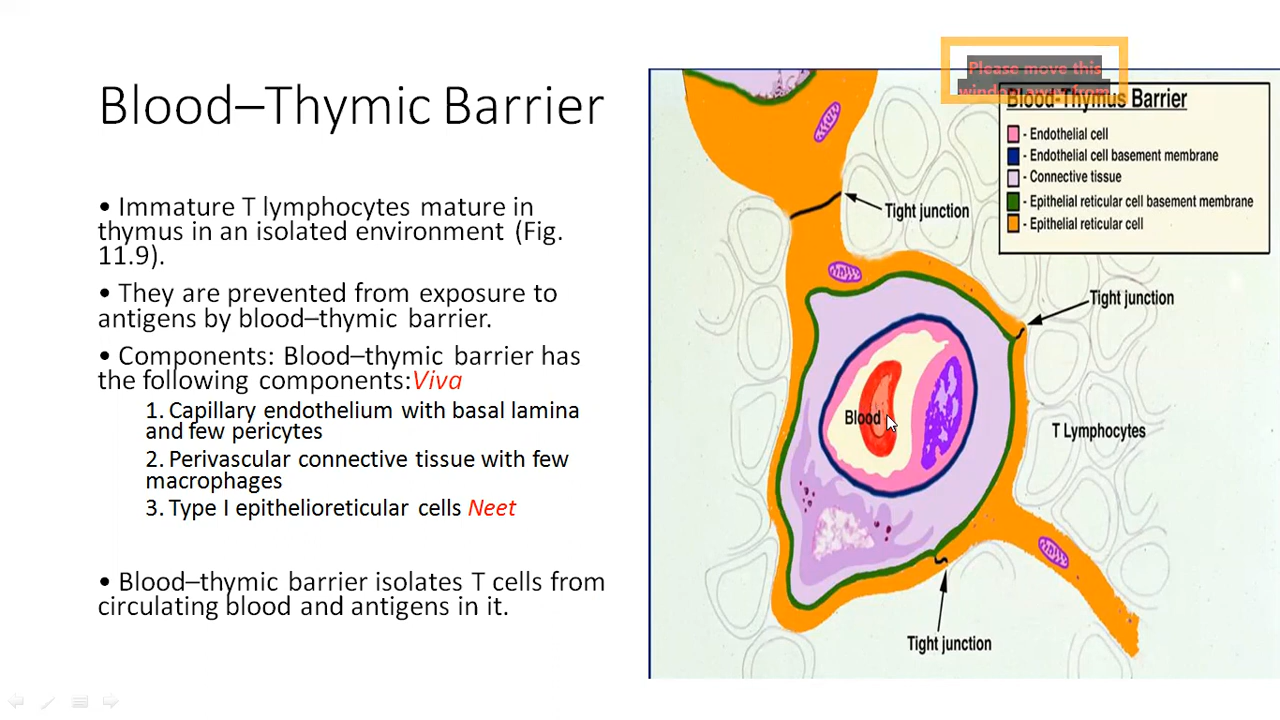 Blood–Thymic Barrier
• Immature T lymphocytes mature in
thymus in an isolated environment (Fig.
11.9).
• They are prevented from exposure to
antigens by blood–thymic barrier.
• Components: Blood–thymic barrier has
the following components:Viva
1. Capillary endothelium with basal lamina
and few pericytes
2. Perivascular connective tissue with few
macrophages
3. Type I epithelioreticular cells Neet
• Blood–thymic barrier isolates T cells from
circulating blood and antigens in it.
Please move this
window away from
Blood-Thymus Barrier
- Endothelial cell
- Endothelial cell basement membrane
- Connective tissue
- Epithelial reticular cell basement membrane
- Epithelial reticular cell
Tight junction
Tight junction
Blood
T Lymphocytes
Tight junction